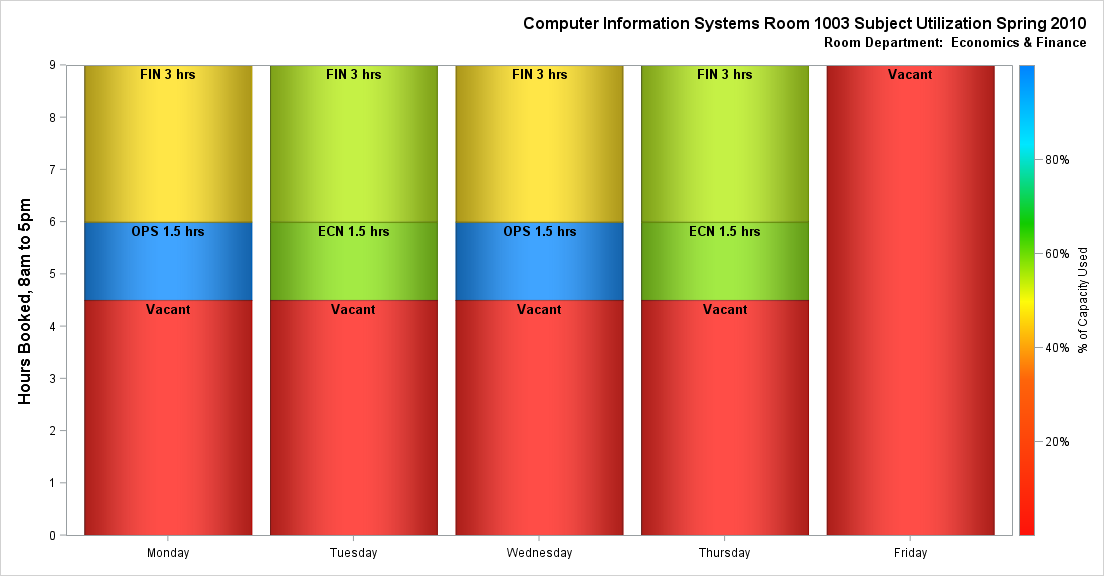 Computer Information Systems Room 1003 Subject Utilization Spring 2010
Room Department:  Economics & Finance
Hours Booked, 8am to 5pm
9
8
7
6
5
4
3
2
1
0
FIN 3 hrs
OPS 1.5 hrs
Vacant
FIN 3 hrs
ECN 1.5 hrs
Vacant
FIN 3 hrs
OPS 1.5 hrs
Vacant
FIN 3 hrs
ECN 1.5 hrs
Vacant
Vacant
Monday
Tuesday
Wednesday
Thursday
Friday
80%
60%
40%
20%
% of Capacity Used